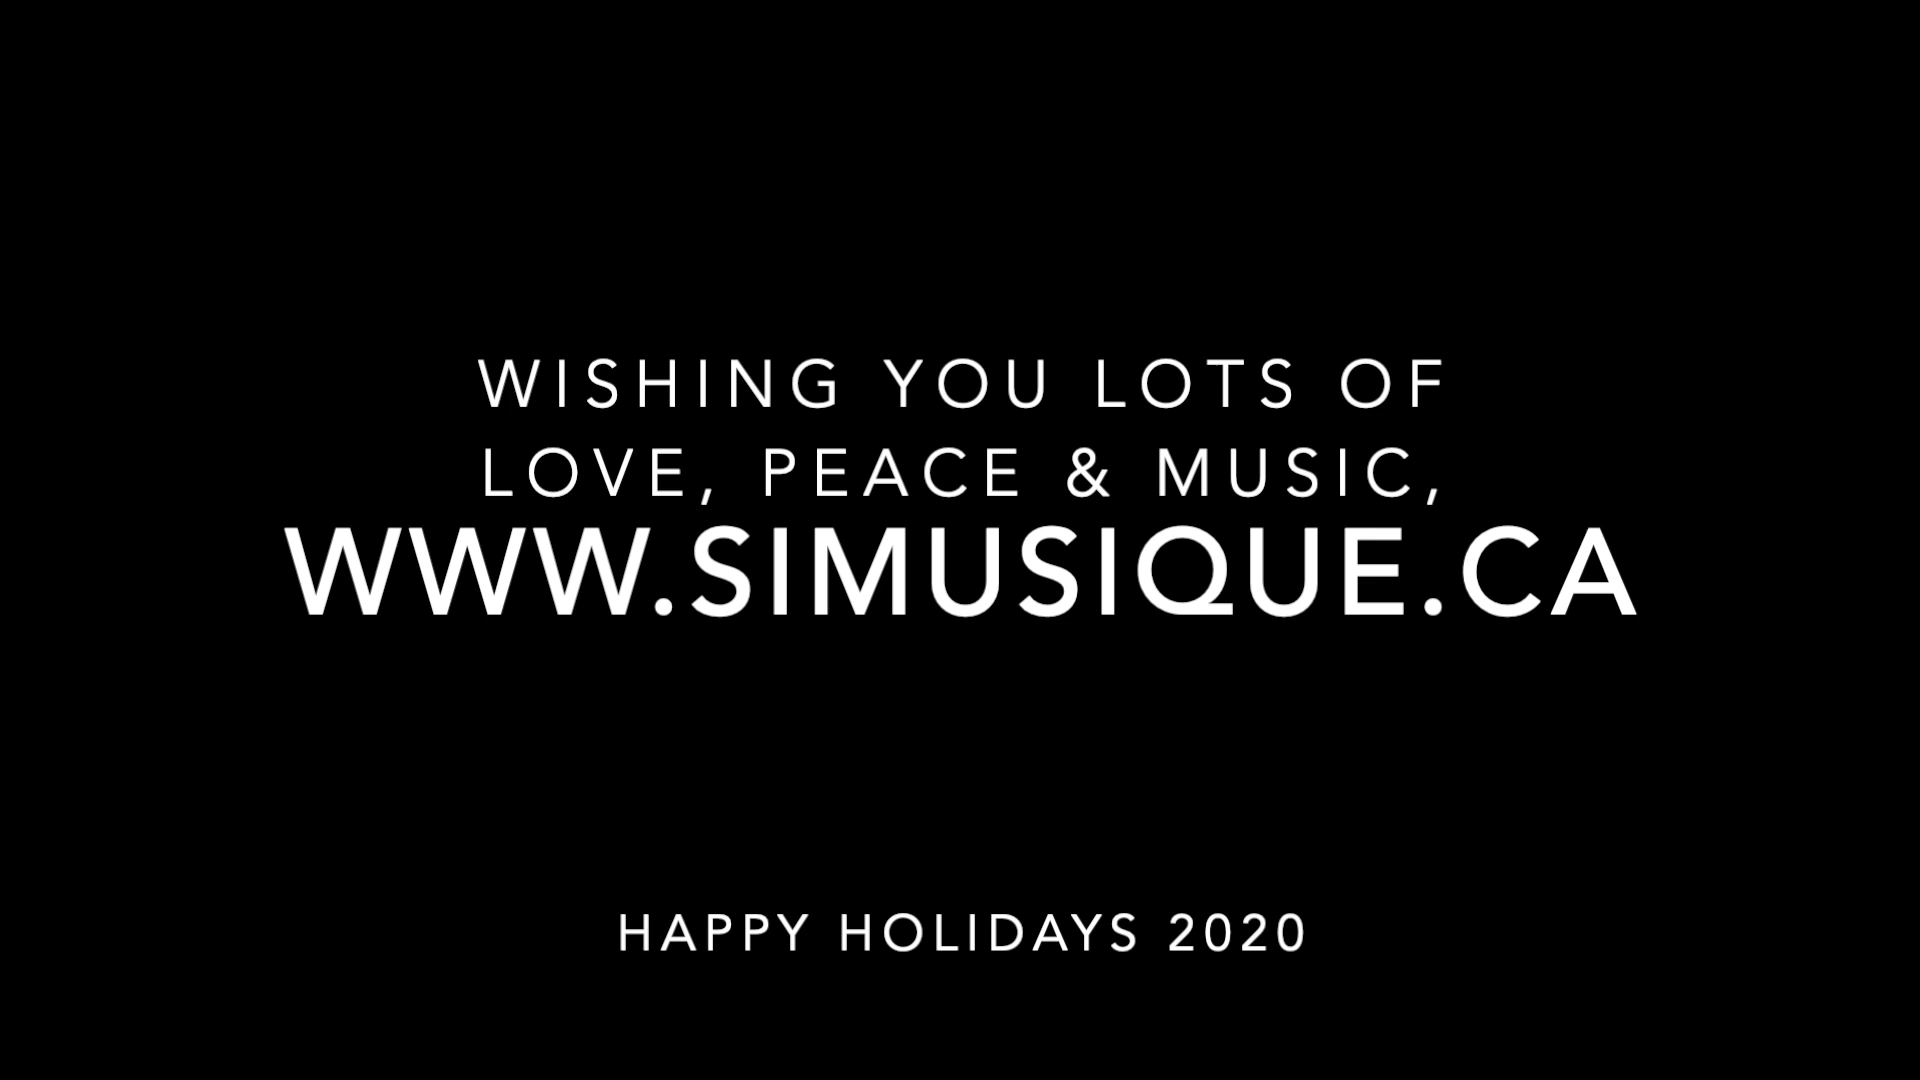 WISHING YOU LOTS OF
LOVE, PEACE & MUSIC,
WWW.SIMUSIQUE.CA
HAPPY HOLIDAYS 2020